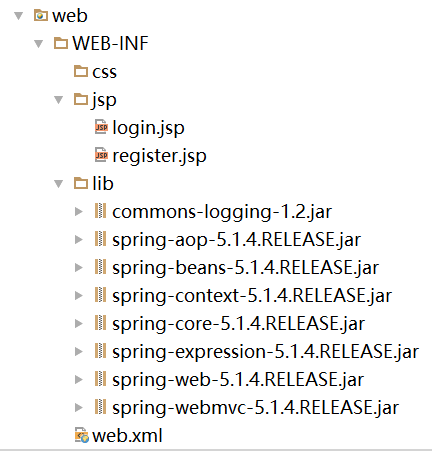 web
WEB-INF
css
jsp
login.jsp
register.jsp
lib
commons-logging-1.2.jar
spring-aop-5.1.4.RELEASE.jar
spring-beans-5.1.4.RELEASE.jar
spring-context-5.1.4.RELEASE.jar
spring-core-5.1.4.RELEASE.jar
spring-expression-5.1.4.RELEASE.jar
spring-web-5.1.4.RELEASE.jar
spring-webmvc-5.1.4.RELEASE.jar
web.xml